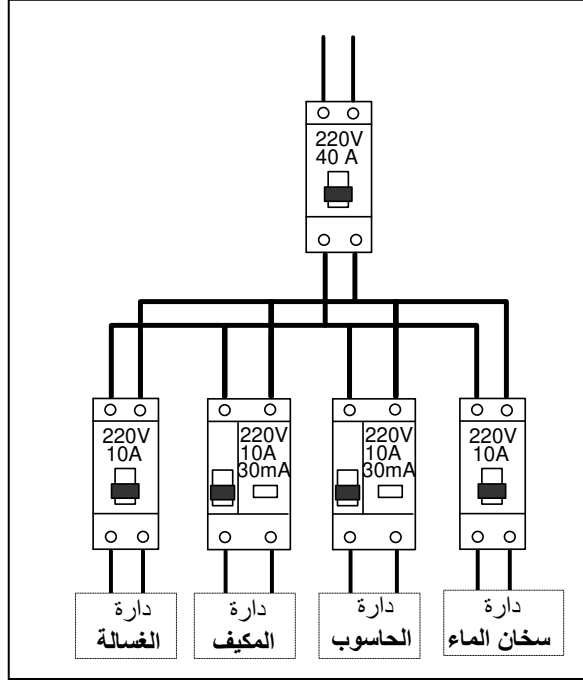 220V
40 A
220V
10A
220V
10A
30mA
220V
10A
30mA
220V
10A
دارة
الغسالة
دارة
المكيف
دارة
الحاسوب
دارة
سخان الماء